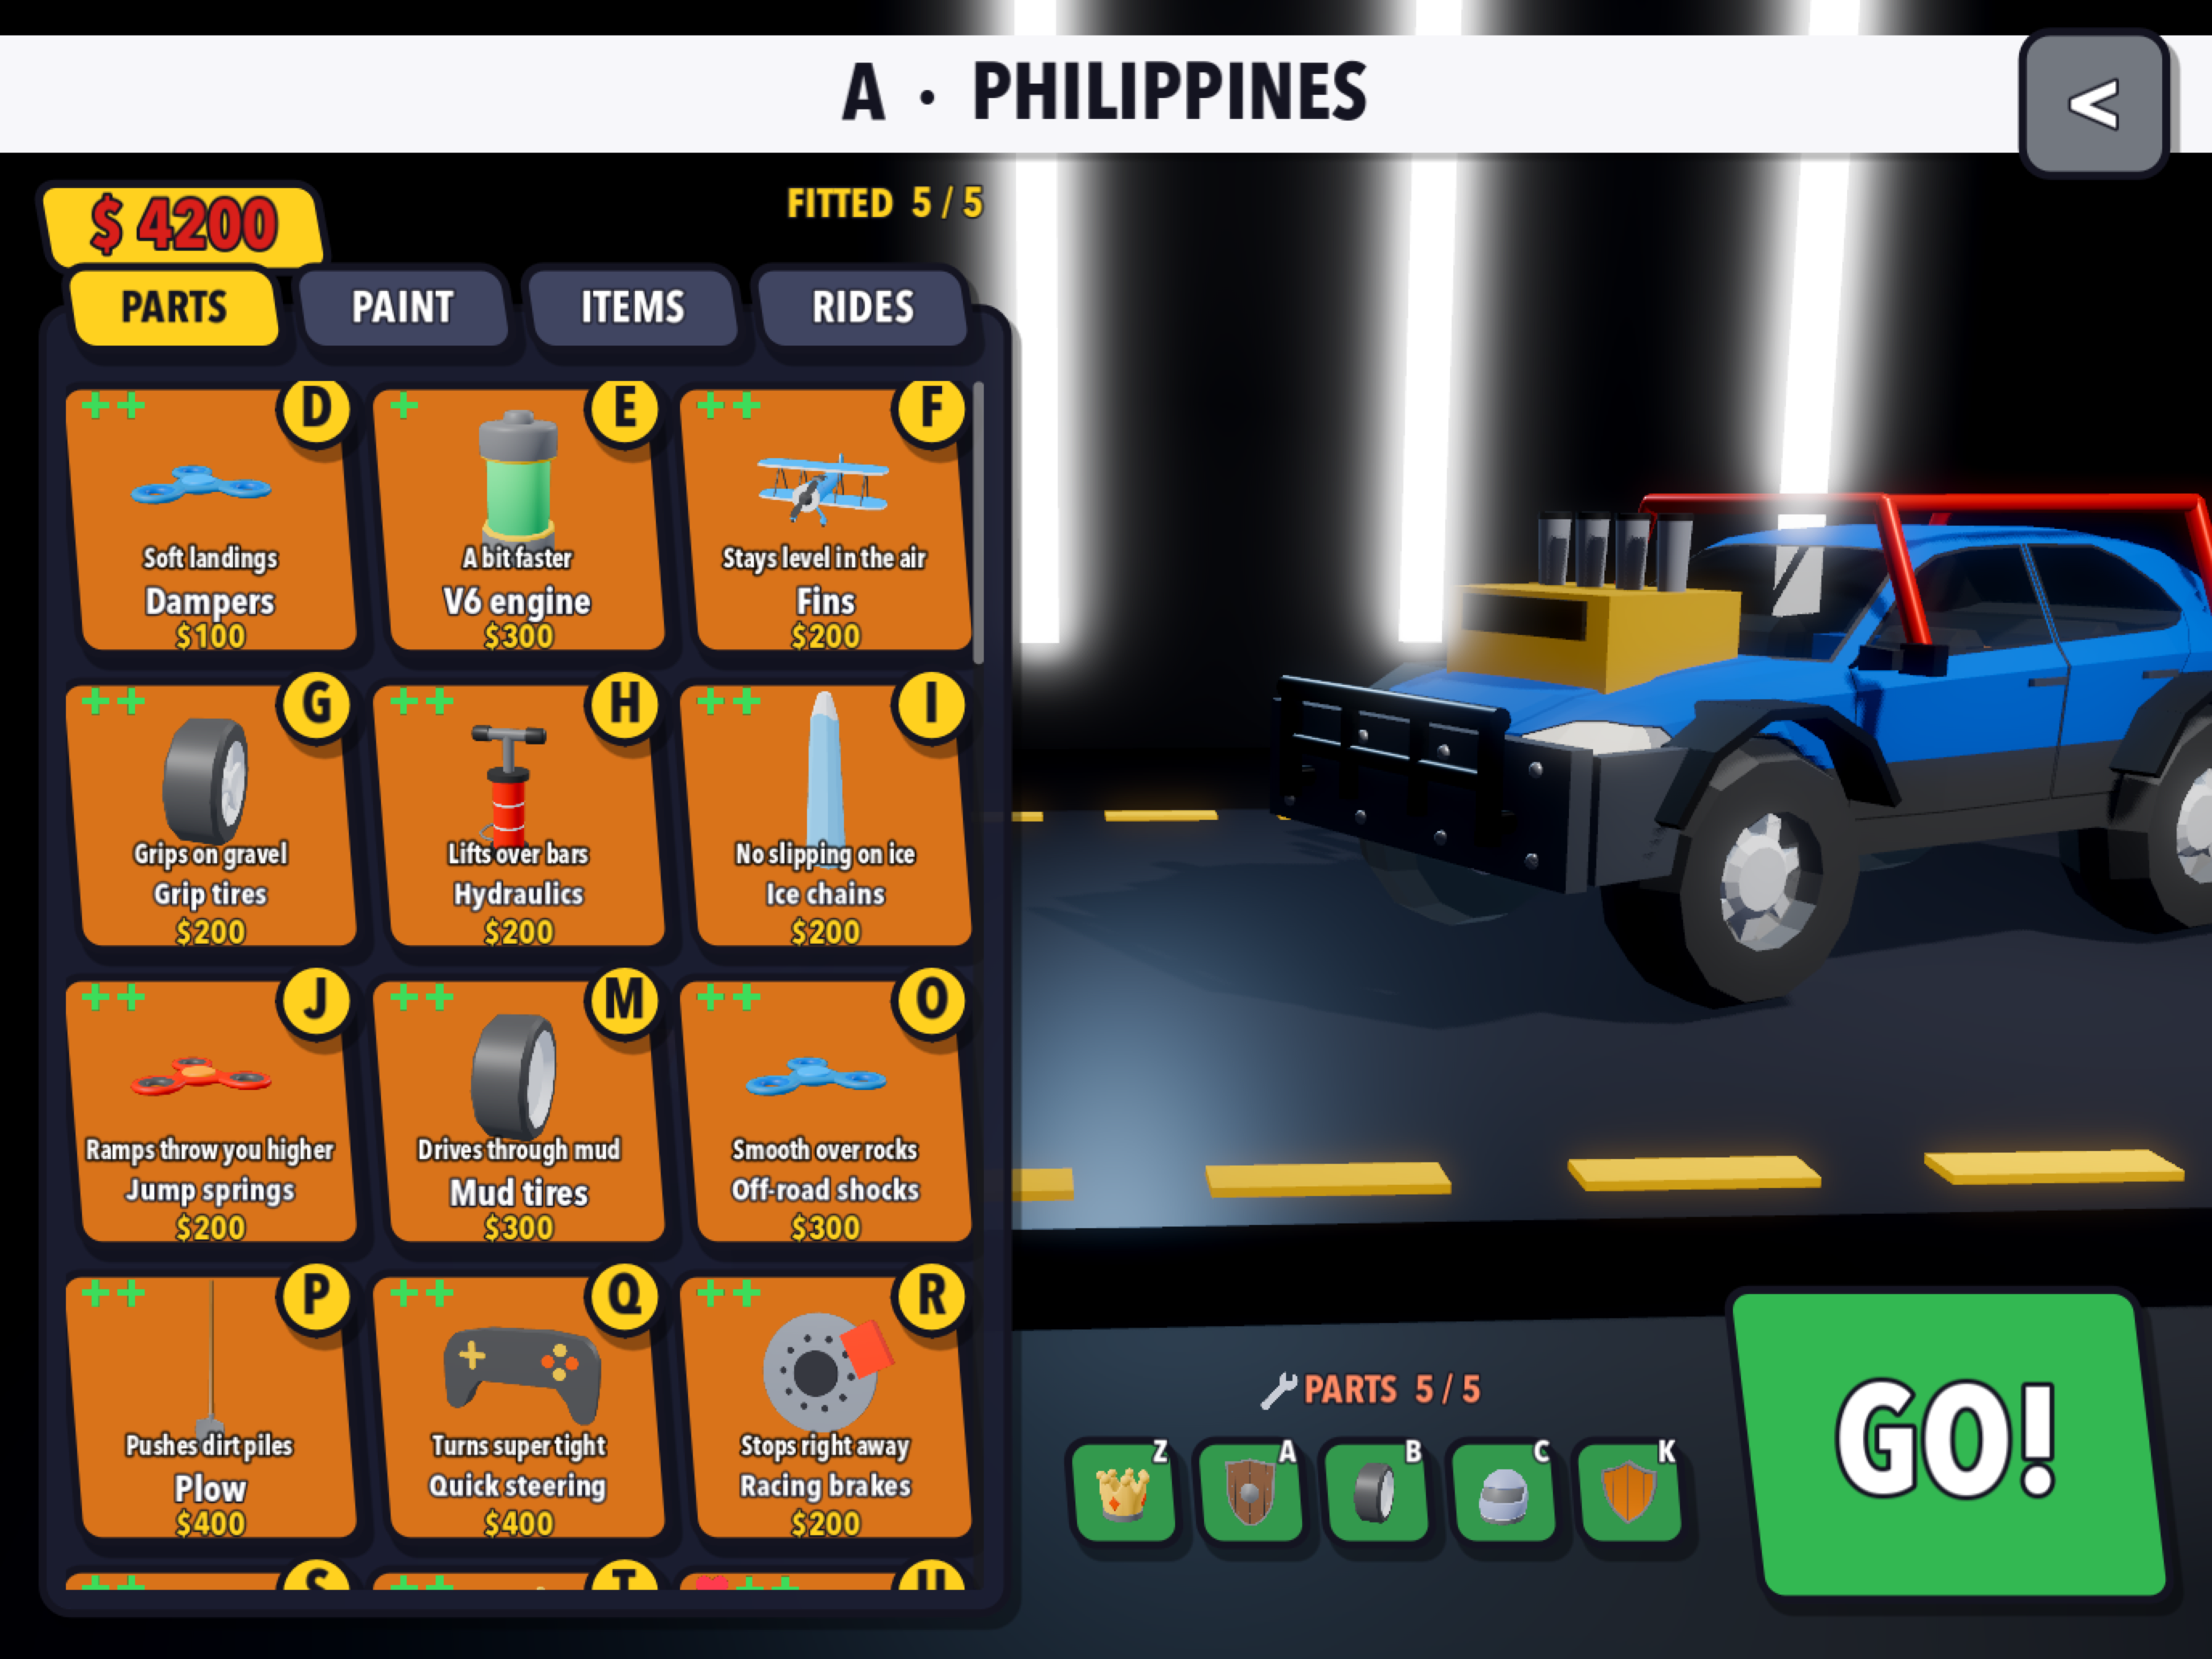 A • PHILIPPINES
<
$ 4200
FITTED 5 / 5
PARTS
PAINT
ITEMS
RIDES
++
D
Soft landings
Dampers
$100
+
E
A bit faster
V6 engine
$300
++
F
Stays level in the air
Fins
$200
++
G
Grips on gravel
Grip tires
$200
++
H
Lifts over bars
Hydraulics
$200
++
I
No slipping on ice
Ice chains
$200
++
J
Ramps throw you higher
Jump springs
$200
++
M
Drives through mud
Mud tires
$300
++
O
Smooth over rocks
Off-road shocks
$300
++
P
Pushes dirt piles
Plow
$400
++
Q
Turns super tight
Quick steering
$400
++
R
Stops right away
Racing brakes
$200
++
S
++
T
++
U
PARTS 5 / 5
Z
A
B
C
K
GO!